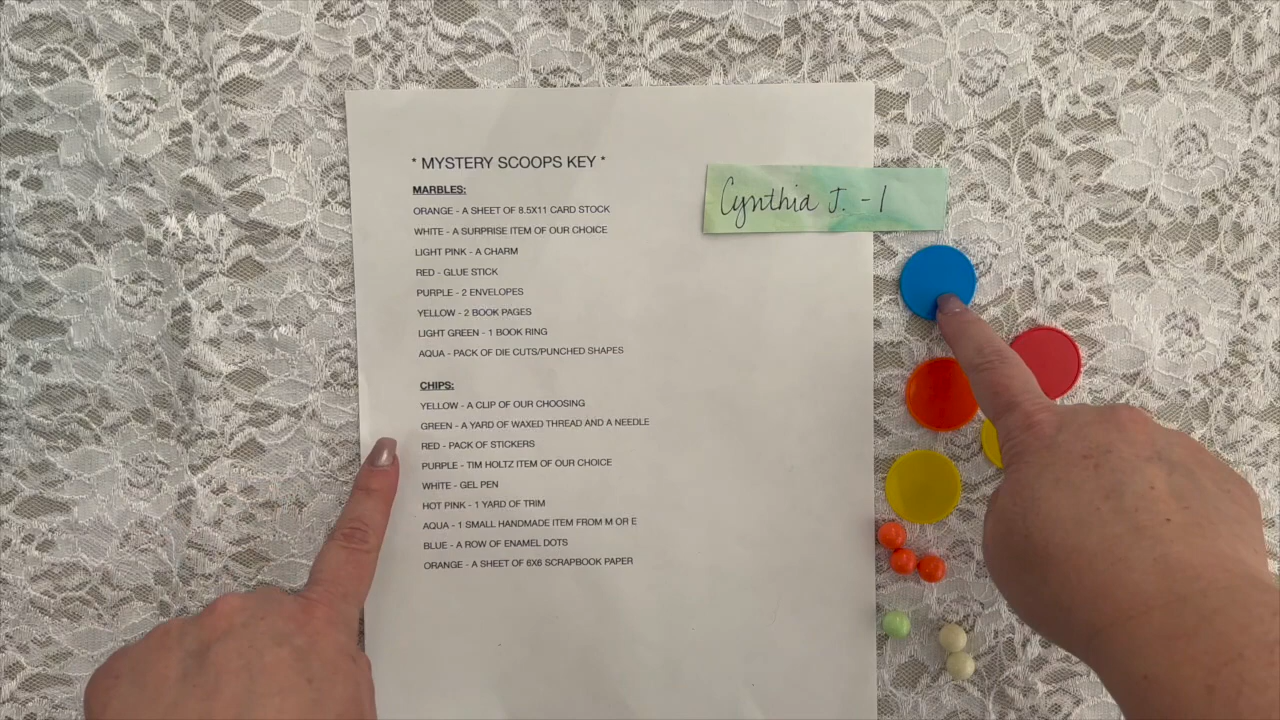 * MYSTERY SCOOPS KEY *
MARBLES:
ORANGE - A SHEET OF 8.5X11 CARD STOCK
WHITE - A SURPRISE ITEM OF OUR CHOICE
LIGHT PINK - A CHARM
RED - GLUE STICK
PURPLE - 2 ENVELOPES
YELLOW - 2 BOOK PAGES
LIGHT GREEN - 1 BOOK RING
AQUA - PACK OF DIE CUTS/PUNCHED SHAPES
CHIPS:
YELLOW - A CLIP OF OUR CHOOSING
GREEN - A YARD OF WAXED THREAD AND A NEEDLE
RED - PACK OF STICKERS
PURPLE - TIM HOLTZ ITEM OF OUR CHOICE
WHITE - GEL PEN
HOT PINK - 1 YARD OF TRIM
AQUA - 1 SMALL HANDMADE ITEM FROM M OR E
BLUE - A ROW OF ENAMEL DOTS
ORANGE - A SHEET OF 6X6 SCRAPBOOK PAPER
Cynthia J. - 1